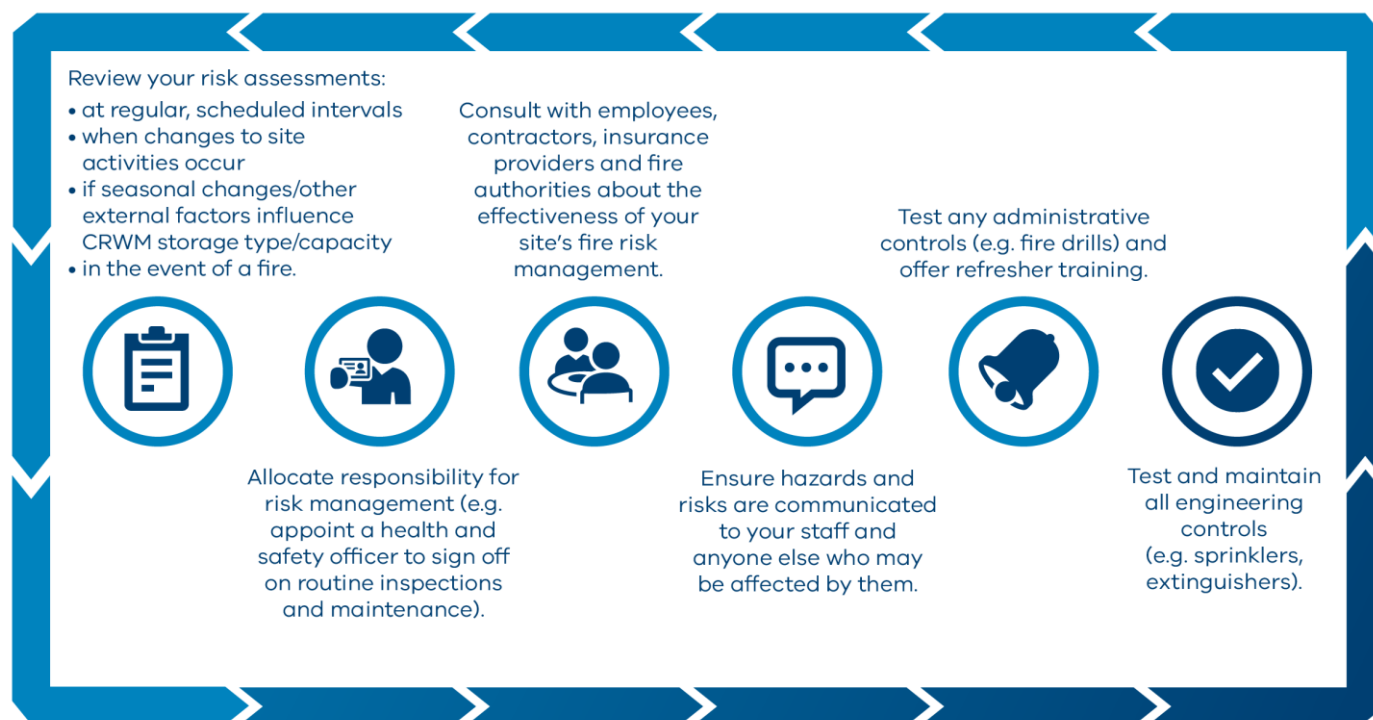 Review your risk assessments:
• at regular, scheduled intervals
• when changes to site
activities occur
• if seasonal changes/other
external factors influence
CRWM storage type/capacity
• in the event of a fire.
Allocate responsibility for
risk management (e.g.
appoint a health and
safety officer to sign off
on routine inspections
and maintenance).
Consult with employees,
contractors, insurance
providers and fire
authorities about the
effectiveness of your
site's fire risk
management.
Ensure hazards and
risks are communicated
to your staff and
anyone else who may
be affected by them.
Test any administrative
controls (e.g. fire drills) and
offer refresher training.
Test and maintain
all engineering
controls
(e.g. sprinklers,
extinguishers).